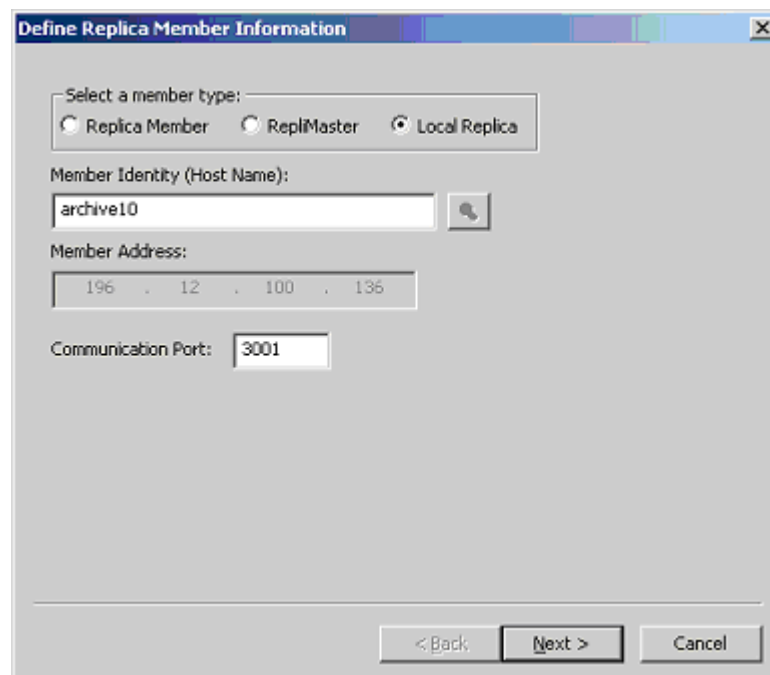 Define Replica Member Information
Select a member type:
Replica Member RepliMaster Local Replica
Member Identity (Host Name):
archive10
Member Address:
196 . 12 . 100 . 136
Communication Port: 3001
< Back Next > Cancel